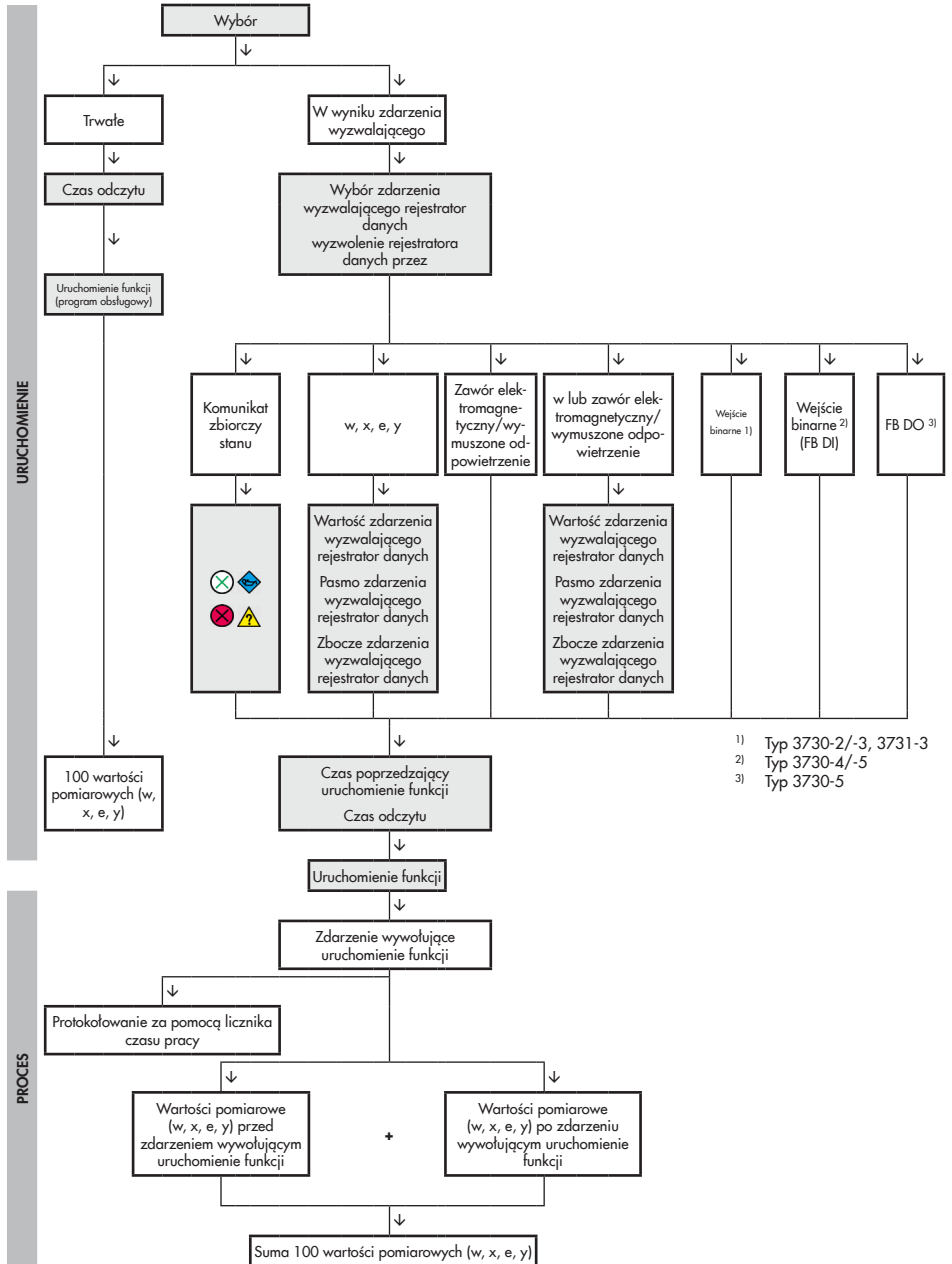 URUCHOMIENIE
Wybór
Trwałe
W wyniku zdarzenia
wyzwalającego
Czas odczytu
Wybór zdarzenia
wyzwalającego rejestrator
danych
wyzwolenie rejestratora
danych przez
Uruchomienie funkcji
(program obsługowy)
Komunikat
zbiorczy
stanu
w, x, e, y
Zawór elek-
tromagne-
tyczny/wy-
muszone od-
powietrzenie
w lub zawór elek-
tromagnetyczny/
wymuszone odpo-
wietrzenie
Wejście
binarne 1)
Wejście
binarne 2)
(FB DI)
FB DO 3)
?
Wartość zdarzenia
wyzwalającego
rejestrator danych
Pasmo zdarzenia
wyzwalającego
rejestrator danych
Zbocze zdarzenia
wyzwalającego
rejestrator danych
Wartość zdarzenia
wyzwalającego
rejestrator danych
Pasmo zdarzenia
wyzwalającego
rejestrator danych
Zbocze zdarzenia
wyzwalającego
rejestrator danych
1) Typ 3730-2/-3, 3731-3
2) Typ 3730-4/-5
3) Typ 3730-5
100 wartości
pomiarowych (w,
x, e, y)
Czas poprzedzający
uruchomienie funkcji
Czas odczytu
Uruchomienie funkcji
PROCES
Zdarzenie wywołujące
uruchomienie funkcji
Protokołowanie za pomocą licznika
czasu pracy
Wartości pomiarowe
(w, x, e, y) przed
zdarzeniem wywołującym
uruchomienie funkcji
+
Wartości pomiarowe
(w, x, e, y) po zdarzeniu
wywołującym uruchomienie
funkcji
Suma 100 wartości pomiarowych (w, x, e, y)